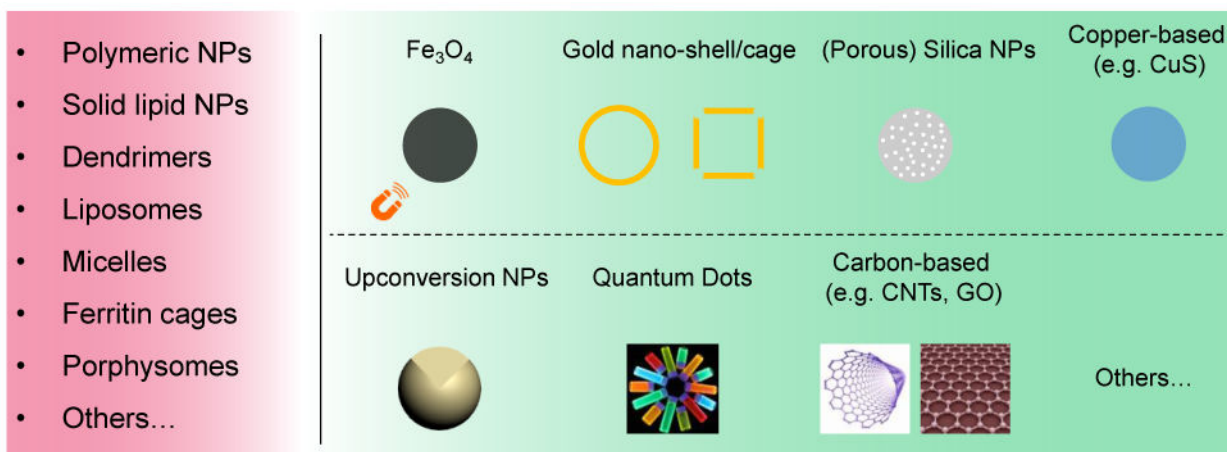 • Polymeric NPs
• Solid lipid NPs
• Dendrimers
• Liposomes
• Micelles
• Ferritin cages
• Porphysomes
• Others…
Fe₃O₄
Gold nano-shell/cage
(Porous) Silica NPs
Copper-based
(e.g. CuS)
Upconversion NPs
Quantum Dots
Carbon-based
(e.g. CNTs, GO)
Others…